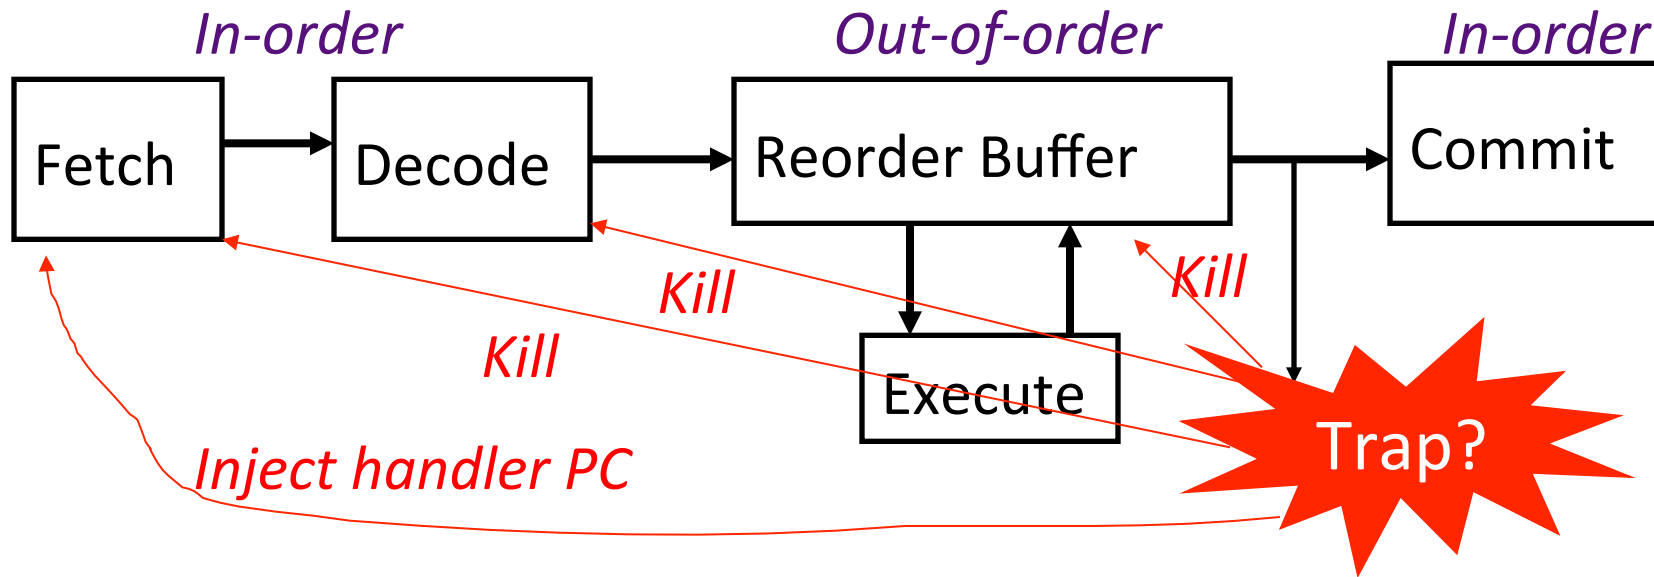 In-order
Out-of-order
In-order
Fetch
Decode
Reorder Buffer
Commit
Kill
Kill
Kill
Execute
Trap?
Inject handler PC